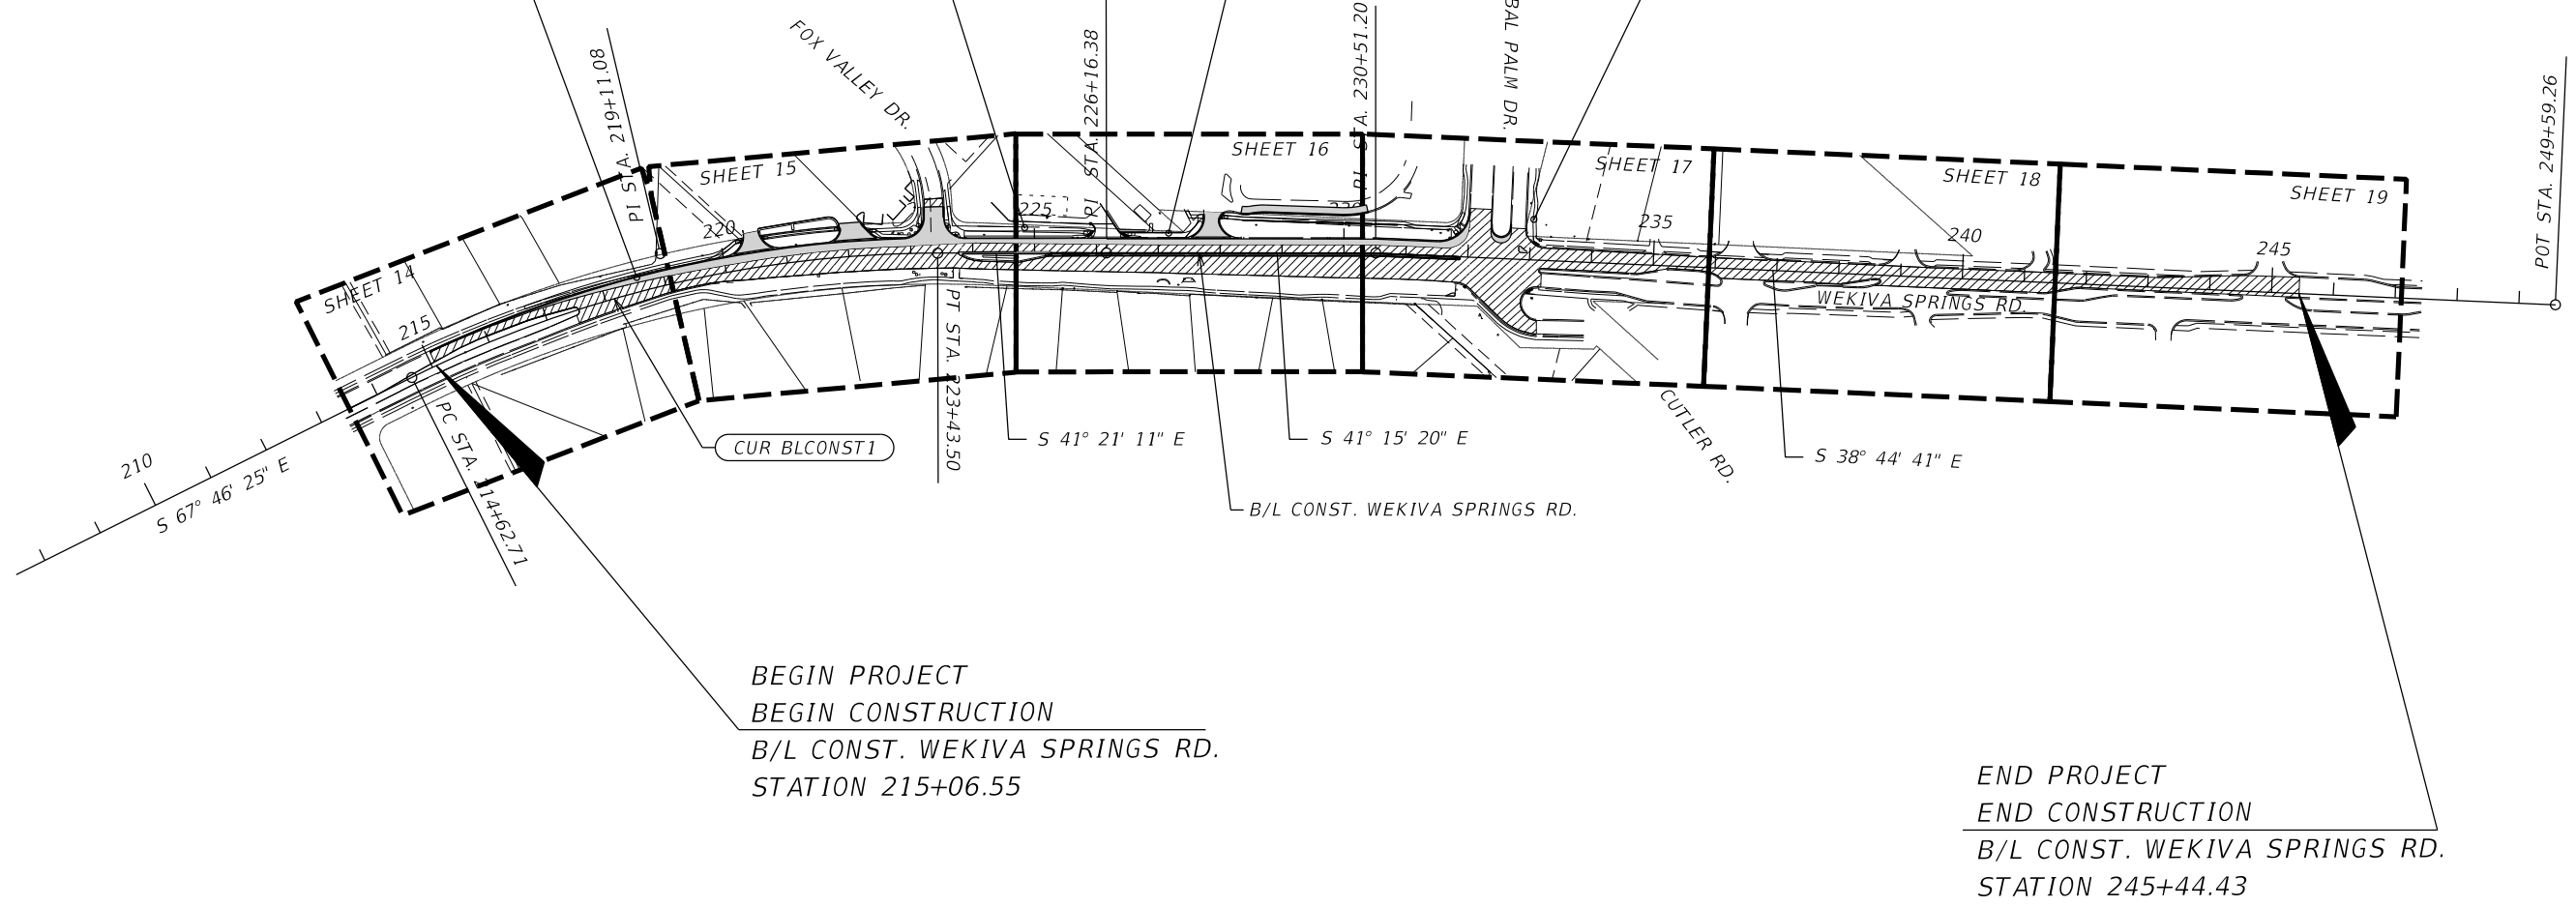 FOX VALLEY DR.
PI STA. 219+11.08
PI STA. 226+16.38
PI STA. 230+51.20
BAL PALM DR.
POT STA. 249+59.26
SHEET 14
SHEET 15
SHEET 16
SHEET 17
SHEET 18
SHEET 19
210
215
220
225
235
240
245
WEKIVA SPRINGS RD.
S 67° 46' 25" E
PC STA. 214+62.71
CUR BLCONST1
PT STA. 223+43.50
S 41° 21' 11" E
S 41° 15' 20" E
CUTLER RD.
S 38° 44' 41" E
B/L CONST. WEKIVA SPRINGS RD.
BEGIN PROJECT
BEGIN CONSTRUCTION
B/L CONST. WEKIVA SPRINGS RD.
STATION 215+06.55
END PROJECT
END CONSTRUCTION
B/L CONST. WEKIVA SPRINGS RD.
STATION 245+44.43